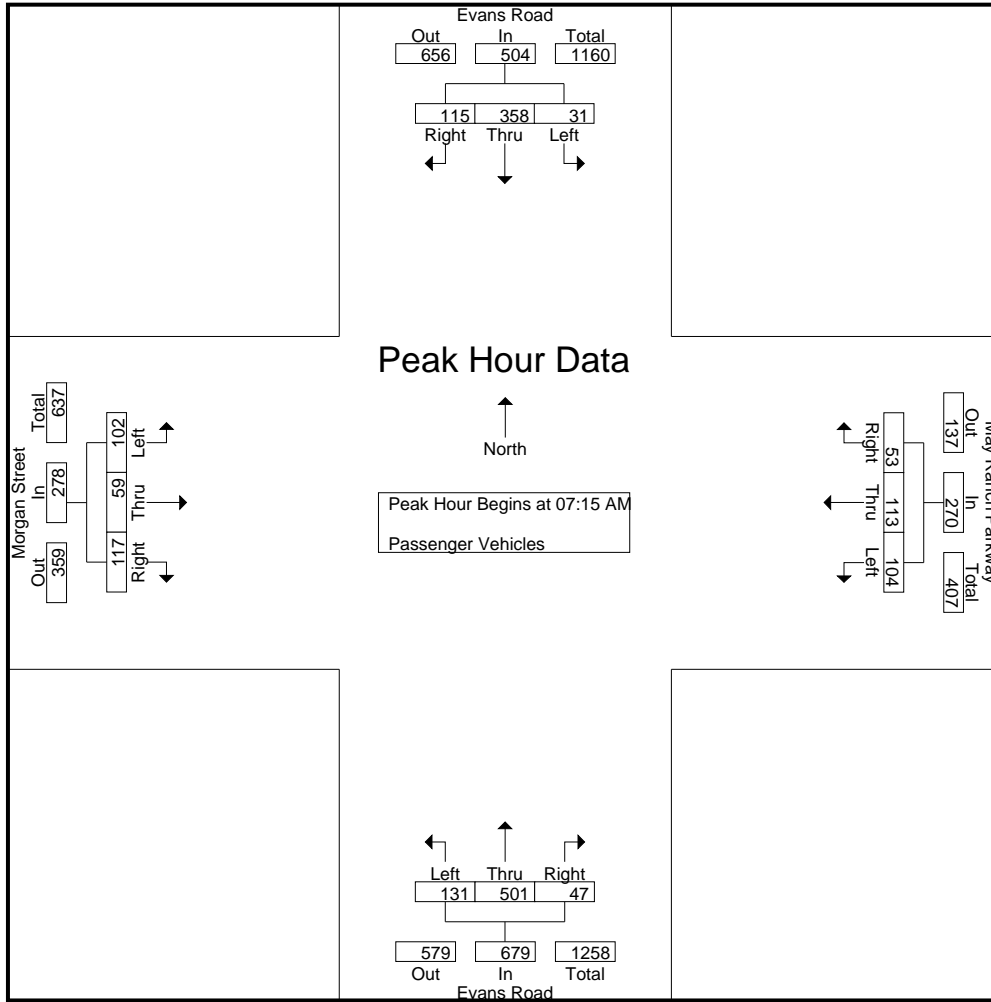 Evans Road
Out In Total
656 504 1160
115 358 31
Right Thru Left
Peak Hour Data
North
Peak Hour Begins at 07:15 AM
Passenger Vehicles
Morgan Street
Total In Out
637 278 359
102 59 117
Left Thru Right
May Ranch Parkway
Out In Total
137 270 407
53 113 104
Right Thru Left
Left Thru Right
131 501 47
579 679 1258
Out In Total
Evans Road